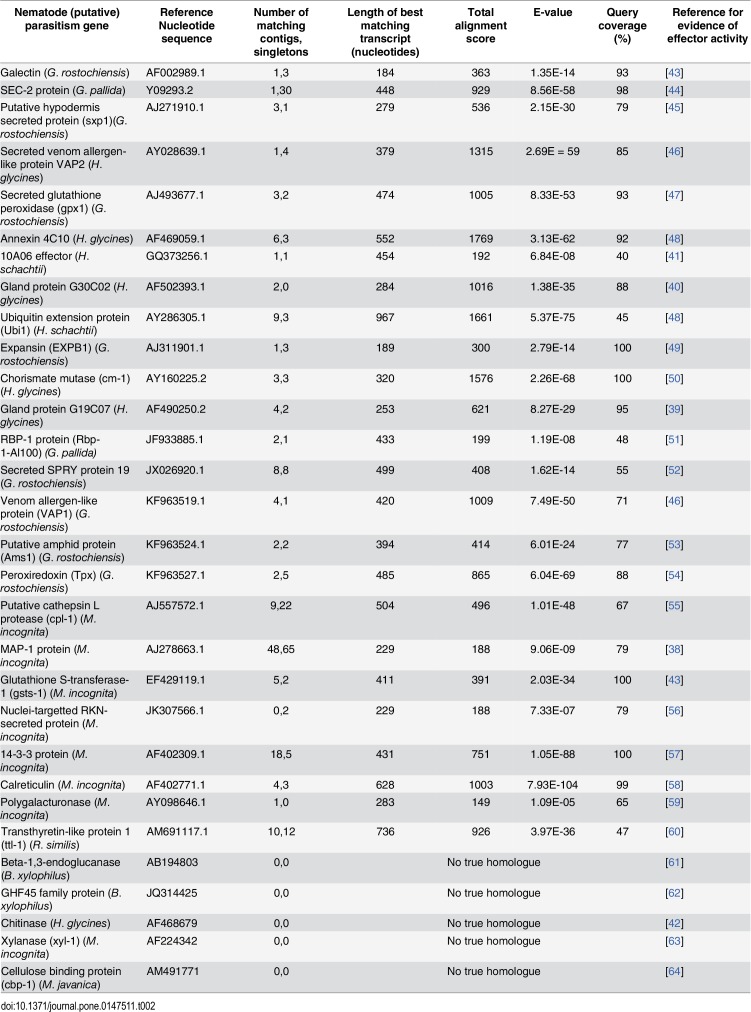 Nematode (putative) parasitism gene | Reference Nucleotide sequence | Number of matching contigs, singletons | Length of best matching transcript (nucleotides) | Total alignment score | E-value | Query coverage (%) | Reference for evidence of effector activity
Galectin (G. rostochiensis) AF002989.1 1,3 184 363 1.35E-14 93 [43]
SEC-2 protein (G. pallida) Y09293.2 1,30 448 929 8.56E-58 98 [44]
Putative hypodermis secreted protein (sxp1)(G. rostochiensis) AJ271910.1 3,1 279 536 2.15E-30 79 [45]
Secreted venom allergen-like protein VAP2 (H. glycines) AY028639.1 1,4 379 1315 2.69E = 59 85 [46]
Secreted glutathione peroxidase (gpx1) (G. rostochiensis) AJ493677.1 3,2 474 1005 8.33E-53 93 [47]
Annexin 4C10 (H. glycines) AF469059.1 6,3 552 1769 3.13E-62 92 [48]
10A06 effector (H. schachtii) GQ373256.1 1,1 454 192 6.84E-08 40 [41]
Gland protein G30C02 (H. glycines) AF502393.1 2,0 284 1016 1.38E-35 88 [40]
Ubiquitin extension protein (Ubi1) (H. schachtii) AY286305.1 9,3 967 1661 5.37E-75 45 [48]
Expansin (EXPB1) (G. rostochiensis) AJ311901.1 1,3 189 300 2.79E-14 100 [49]
Chorismate mutase (cm-1) (H. glycines) AY160225.2 3,3 320 1576 2.26E-68 100 [50]
Gland protein G19C07 (H. glycines) AF490250.2 4,2 253 621 8.27E-29 95 [39]
RBP-1 protein (Rbp-1-Al100) (G. pallida) JF933885.1 2,1 433 199 1.19E-08 48 [51]
Secreted SPRY protein 19 (G. rostochiensis) JX026920.1 8,8 499 408 1.62E-14 55 [52]
Venom allergen-like protein (VAP1) (G. rostochiensis) KF963519.1 4,1 420 1009 7.49E-50 71 [46]
Putative amphid protein (Ams1) (G. rostochiensis) KF963524.1 2,2 394 414 6.01E-24 77 [53]
Peroxiredoxin (Tpx) (G. rostochiensis) KF963527.1 2,5 485 865 6.04E-69 88 [54]
Putative cathepsin L protease (cpl-1) (M. incognita) AJ557572.1 9,22 504 496 1.01E-48 67 [55]
MAP-1 protein (M. incognita) AJ278663.1 48,65 229 188 9.06E-09 79 [38]
Glutathione S-transferase-1 (gsts-1) (M. incognita) EF429119.1 5,2 411 391 2.03E-34 100 [43]
Nuclei-targetted RKN-secreted protein (M. incognita) JK307566.1 0,2 229 188 7.33E-07 79 [56]
14-3-3 protein (M. incognita) AF402309.1 18,5 431 751 1.05E-88 100 [57]
Calreticulin (M. incognita) AF402771.1 4,3 628 1003 7.93E-104 99 [58]
Polygalacturonase (M. incognita) AY098646.1 1,0 283 149 1.09E-05 65 [59]
Transthyretin-like protein 1 (ttl-1) (R. similis) AM691117.1 10,12 736 926 3.97E-36 47 [60]
Beta-1,3-endoglucanase (B. xylophilus) AB194803 0,0 No true homologue [61]
GHF45 family protein (B. xylophilus) JQ314425 0,0 No true homologue [62]
Chitinase (H. glycines) AF468679 0,0 No true homologue [42]
Xylanase (xyl-1) (M. incognita) AF224342 0,0 No true homologue [63]
Cellulose binding protein (cbp-1) (M. javanica) AM491771 0,0 No true homologue [64]
doi:10.1371/journal.pone.0147511.t002